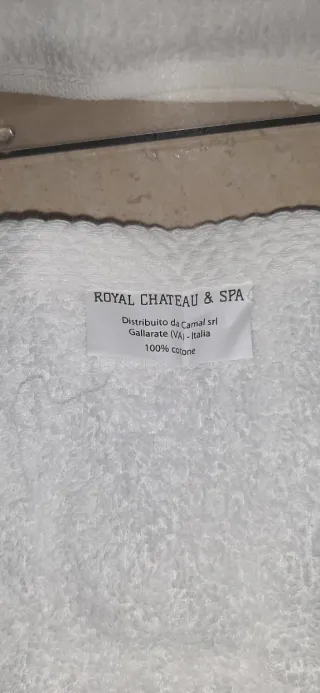 ROYAL CHATEAU & SPA
Distribuito da Camal srl
Gallarate (VA) - Italia
100% cotone